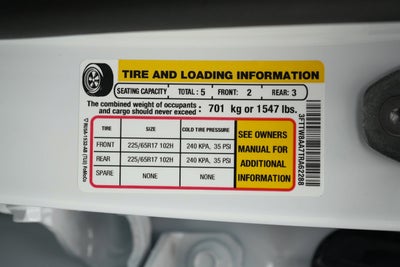 TIRE AND LOADING INFORMATION
SEATING CAPACITY TOTAL : 5 FRONT: 2 REAR: 3
The combined weight of occupants
and cargo should never exceed : 701 kg or 1547 lbs.
TIRE SIZE COLD TIRE PRESSURE
FRONT 225/65R17 102H 240 KPA, 35 PSI
REAR 225/65R17 102H 240 KPA, 35 PSI
SPARE NONE NONE
SEE OWNERS
MANUAL FOR
ADDITIONAL
INFORMATION
3FTTW8AA7TRA62288